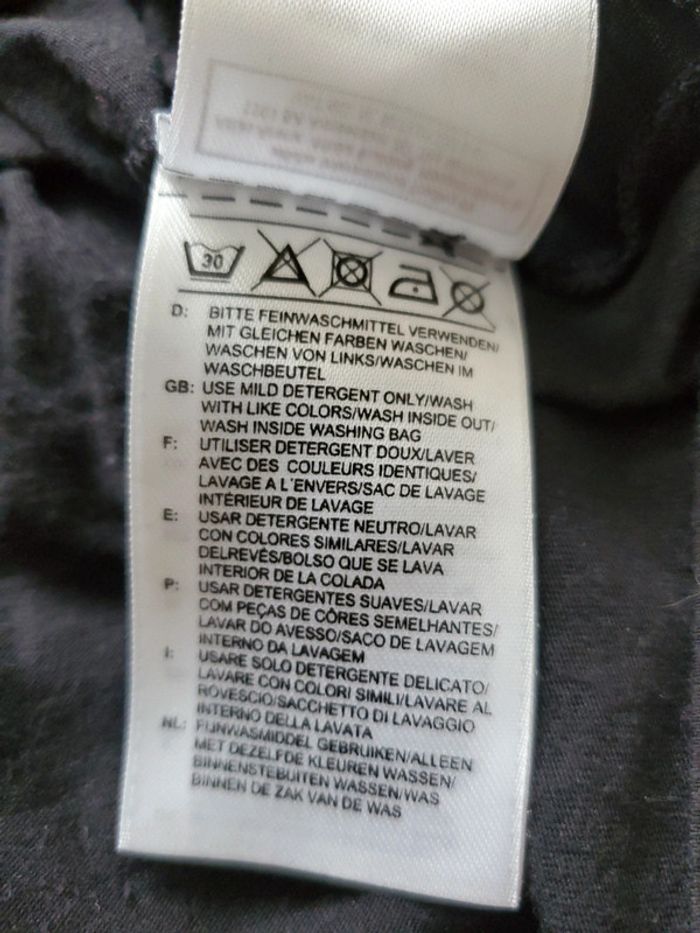 30
D: BITTE FEINWASCHMITTEL VERWENDEN/
MIT GLEICHEN FARBEN WASCHEN/
WASCHEN VON LINKS/WASCHEN IM
WASCHBEUTEL
GB: USE MILD DETERGENT ONLY/WASH
WITH LIKE COLORS/WASH INSIDE OUT/
WASH INSIDE WASHING BAG
F: UTILISER DETERGENT DOUX/LAVER
AVEC DES COULEURS IDENTIQUES/
LAVAGE A L'ENVERS/SAC DE LAVAGE
INTÉRIEUR DE LAVAGE
E: USAR DETERGENTE NEUTRO/LAVAR
CON COLORES SIMILARES/LAVAR
DELREVÉS/BOLSO QUE SE LAVA
INTERIOR DE LA COLADA
P: USAR DETERGENTES SUAVES/LAVAR
COM PEÇAS DE CÔRES SEMELHANTES/
LAVAR DO AVESSO/SACO DE LAVAGEM
INTERNO DA LAVAGEM
I: USARE SOLO DETERGENTE DELICATO/
LAVARE CON COLORI SIMILI/LAVARE AL
ROVESCIO/SACCHETTO DI LAVAGGIO
INTERNO DELLA LAVATA
NL: FIJNWASMIDDEL GEBRUIKEN/ALLEEN
MET DEZELFDE KLEUREN WASSEN/
BINNENSTEBUITEN WASSEN/WAS
BINNEN DE ZAK VAN DE WAS